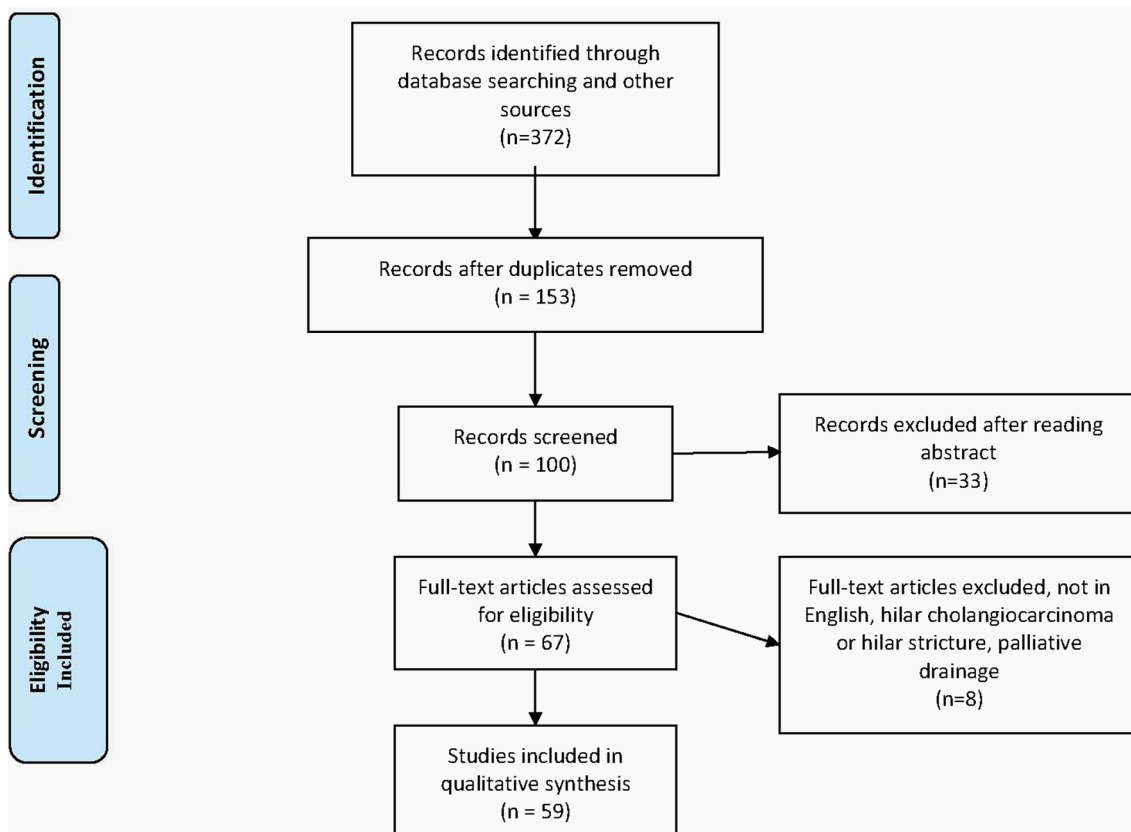 Identification
Records identified through
database searching and other
sources
(n=372)
Records after duplicates removed
(n = 153)
Screening
Records screened
(n = 100)
Records excluded after reading
abstract
(n=33)
Eligibility
Included
Full-text articles assessed
for eligibility
(n = 67)
Full-text articles excluded, not in
English, hilar cholangiocarcinoma
or hilar stricture, palliative
drainage
(n=8)
Studies included in
qualitative synthesis
(n = 59)